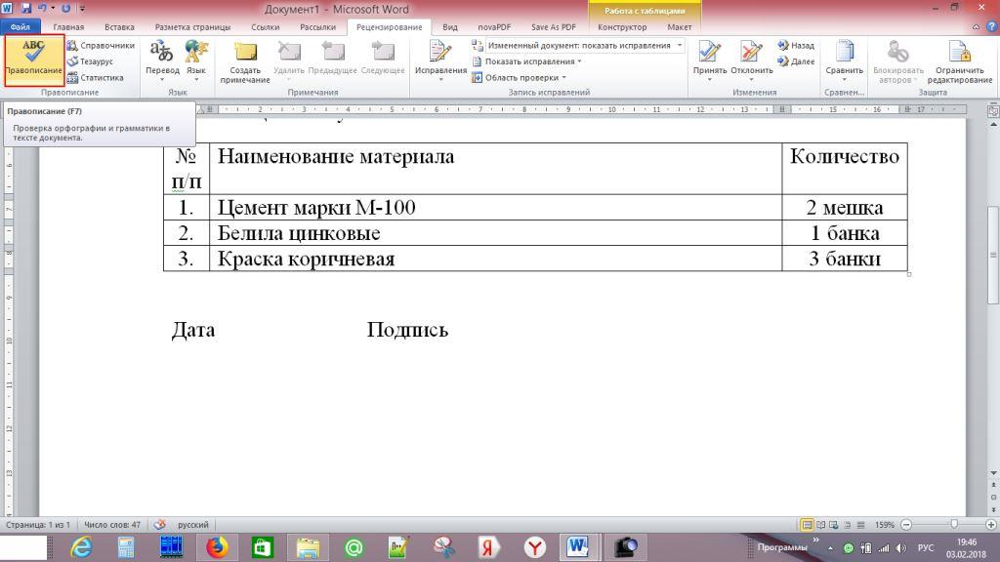 Документ1 - Microsoft Word
Работа с таблицами
Файл Главная Вставка Разметка страницы Ссылки Рассылки Рецензирование Вид novaPDF Save As PDF Конструктор Макет
ABC
Правописание
Справочники
Тезаурус
Статистика
Правописание
Перевод Язык
Язык
Создать примечание
Удалить Предыдущее Следующее
Примечания
Исправления
Измененный документ: показать исправления
Показать исправления
Область проверки
Запись исправлений
Принять Отклонить
Назад
Далее
Изменения
Сравнить
Сравнен...
Блокировать авторов
Ограничить редактирование
Защита
Правописание (F7)
Проверка орфографии и грамматики в
тексте документа.
№ п/п Наименование материала Количество
1. Цемент марки М-100 2 мешка
2. Белила цинковые 1 банка
3. Краска коричневая 3 банки
Дата Подпись
Страница: 1 из 1 Число слов: 47 русский 159%
Программы » РУС 19:46
03.02.2018